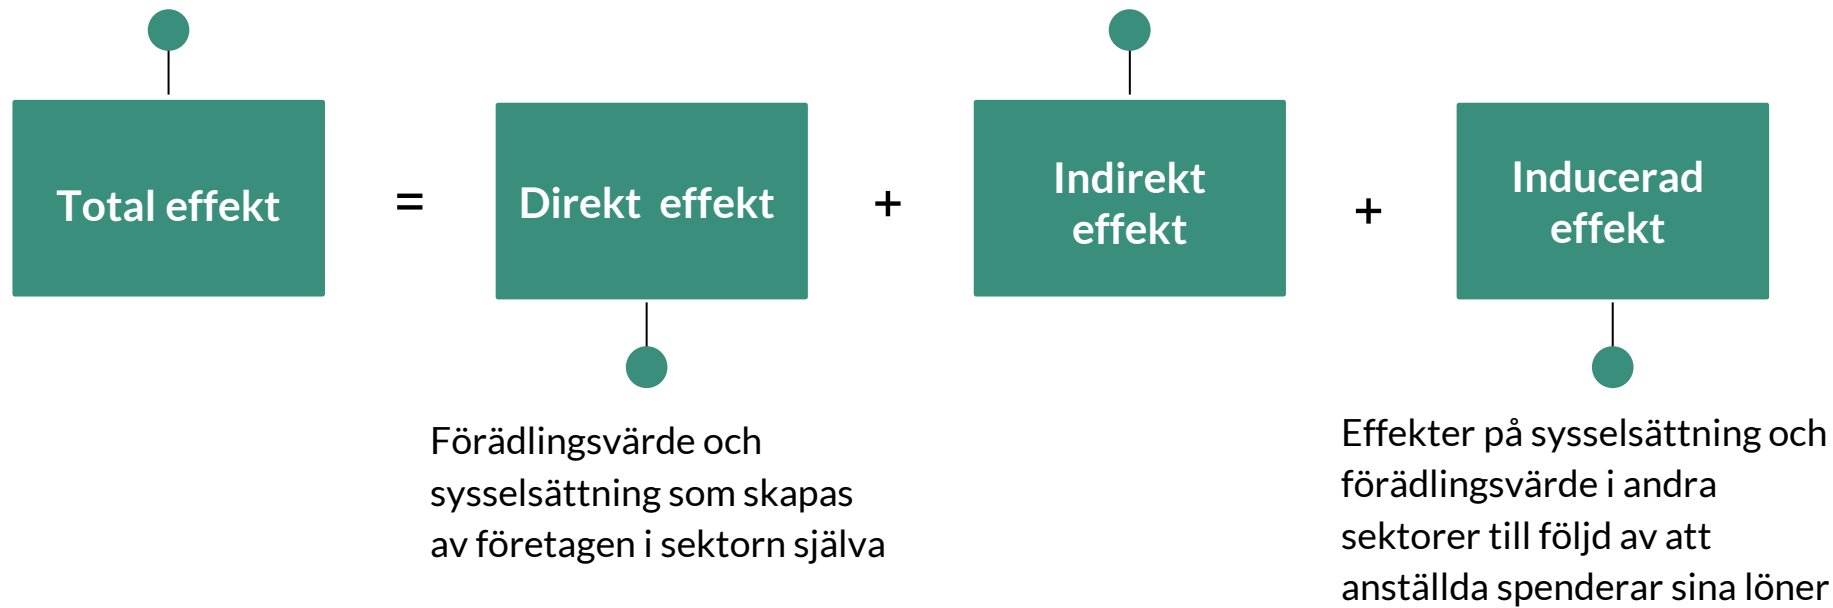 Total effekt
=
Direkt effekt
+
Indirekt
effekt
+
Inducerad
effekt
Förädlingsvärde och
sysselsättning som skapas
av företagen i sektorn själva
Effekter på sysselsättning och
förädlingsvärde i andra
sektorer till följd av att
anställda spenderar sina löner